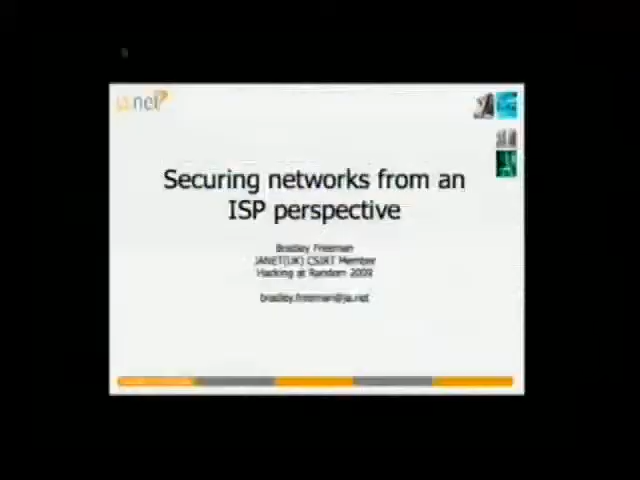 ja.net
Securing networks from an
ISP perspective
Bradley Freeman
JANET(UK) CSIRT Member
Hacking at Random 2009
bradley.freeman@ja.net